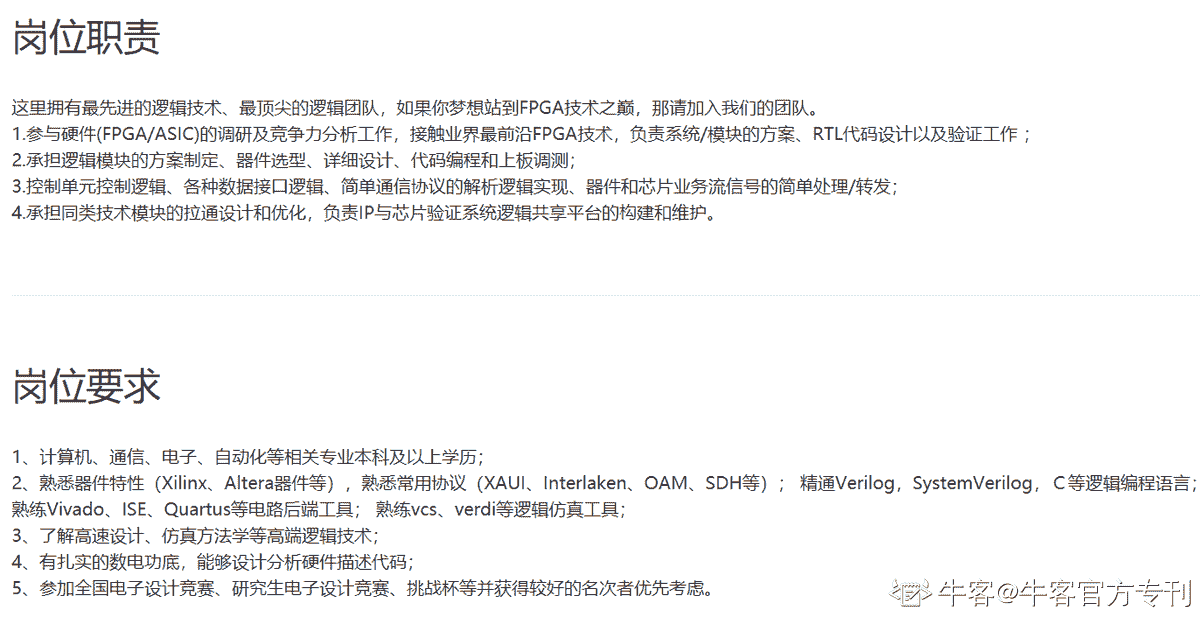 岗位职责
这里拥有最先进的逻辑技术、最顶尖的逻辑团队，如果你梦想站到FPGA技术之巅，那请加入我们的团队。
1.参与硬件(FPGA/ASIC)的调研及竞争力分析工作，接触业界最前沿FPGA技术，负责系统/模块的方案、RTL代码设计以及验证工作 ；
2.承担逻辑模块的方案制定、器件选型、详细设计、代码编程和上板调测；
3.控制单元控制逻辑、各种数据接口逻辑、简单通信协议的解析逻辑实现、器件和芯片业务流信号的简单处理/转发；
4.承担同类技术模块的拉通设计和优化，负责IP与芯片验证系统逻辑共享平台的构建和维护。
岗位要求
1、计算机、通信、电子、自动化等相关专业本科及以上学历；
2、熟悉器件特性（Xilinx、Altera器件等），熟悉常用协议（XAUI、Interlaken、OAM、SDH等）； 精通Verilog，SystemVerilog，C等逻辑编程语言；
熟练Vivado、ISE、Quartus等电路后端工具； 熟练vcs、verdi等逻辑仿真工具；
3、了解高速设计、仿真方法学等高端逻辑技术；
4、有扎实的数电功底，能够设计分析硬件描述代码；
5、参加全国电子设计竞赛、研究生电子设计竞赛、挑战杯等并获得较好的名次者优先考虑。
牛客@牛客官方专刊